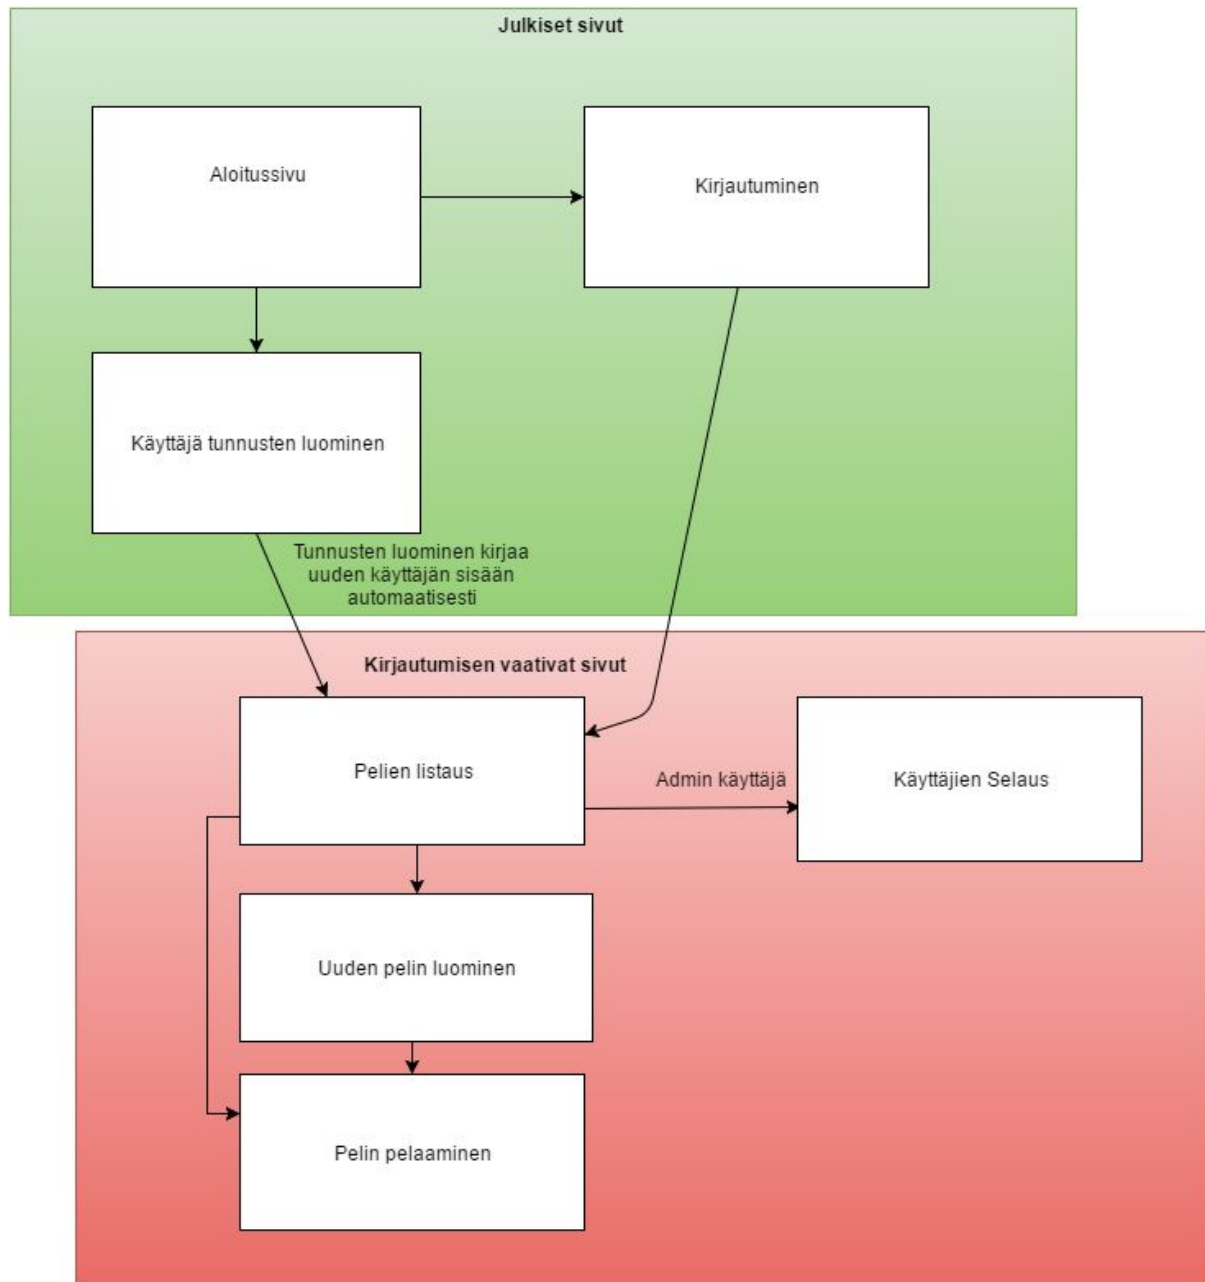 Julkiset sivut
Aloitussivu
Kirjautuminen
Käyttäjä tunnusten luominen
Tunnusten luominen kirjaa
uuden käyttäjän sisään
automaatisesti
Kirjautumisen vaativat sivut
Pelien listaus
Admin käyttäjä
Käyttäjien Selaus
Uuden pelin luominen
Pelin pelaaminen